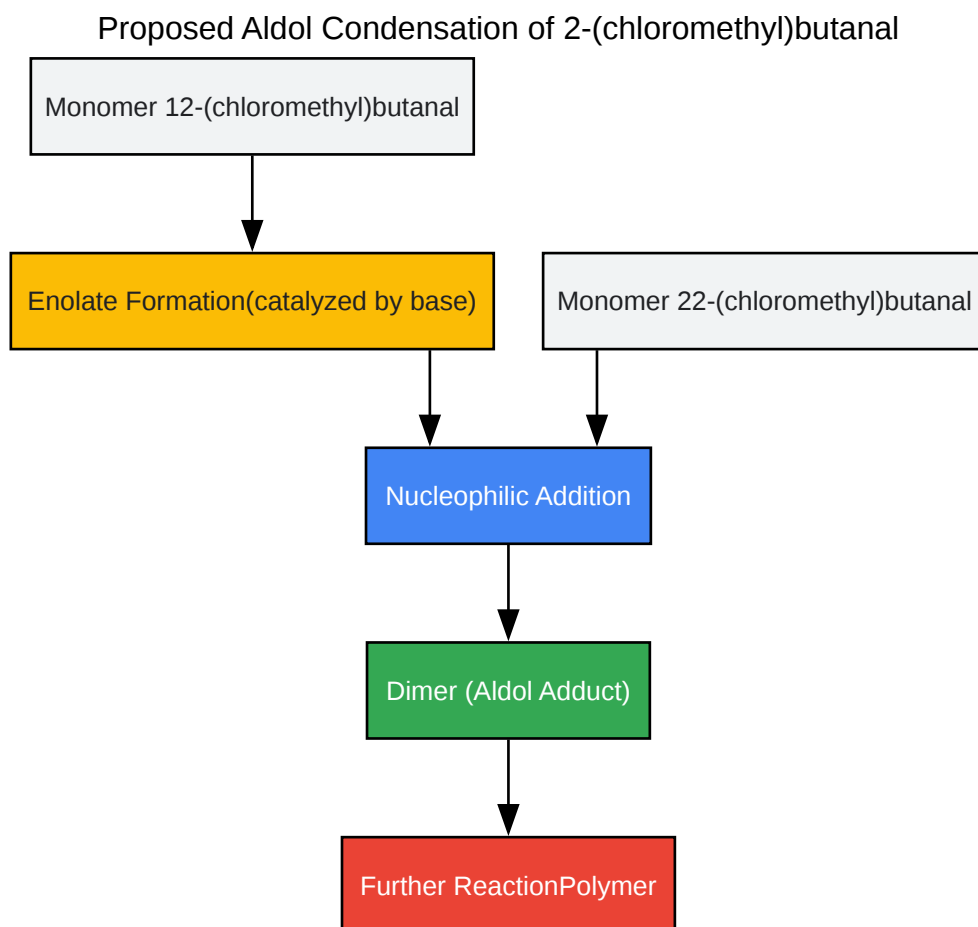 Proposed Aldol Condensation of 2-(chloromethyl)butanal
Monomer 12-(chloromethyl)butanal
Enolate Formation(catalyzed by base)
Monomer 22-(chloromethyl)butanal
Nucleophilic Addition
Dimer (Aldol Adduct)
Further ReactionPolymer